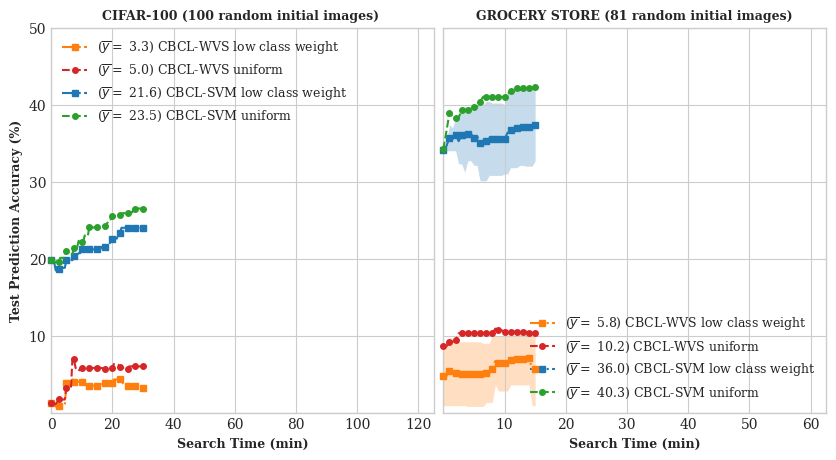 CIFAR-100 (100 random initial images)
GROCERY STORE (81 random initial images)
Test Prediction Accuracy (%)
50
40
30
20
10
(y̅ = 3.3) CBCL-WVS low class weight
(y̅ = 5.0) CBCL-WVS uniform
(y̅ = 21.6) CBCL-SVM low class weight
(y̅ = 23.5) CBCL-SVM uniform
(y̅ = 5.8) CBCL-WVS low class weight
(y̅ = 10.2) CBCL-WVS uniform
(y̅ = 36.0) CBCL-SVM low class weight
(y̅ = 40.3) CBCL-SVM uniform
0 20 40 60 80 100 120
10 20 30 40 50 60
Search Time (min)
Search Time (min)